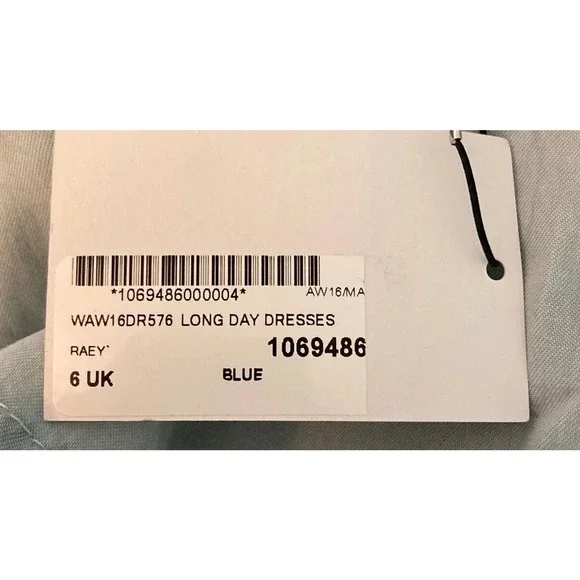 *1069486000004* AW16/MA
WAW16DR576 LONG DAY DRESSES
RAEY` 1069486
6 UK BLUE